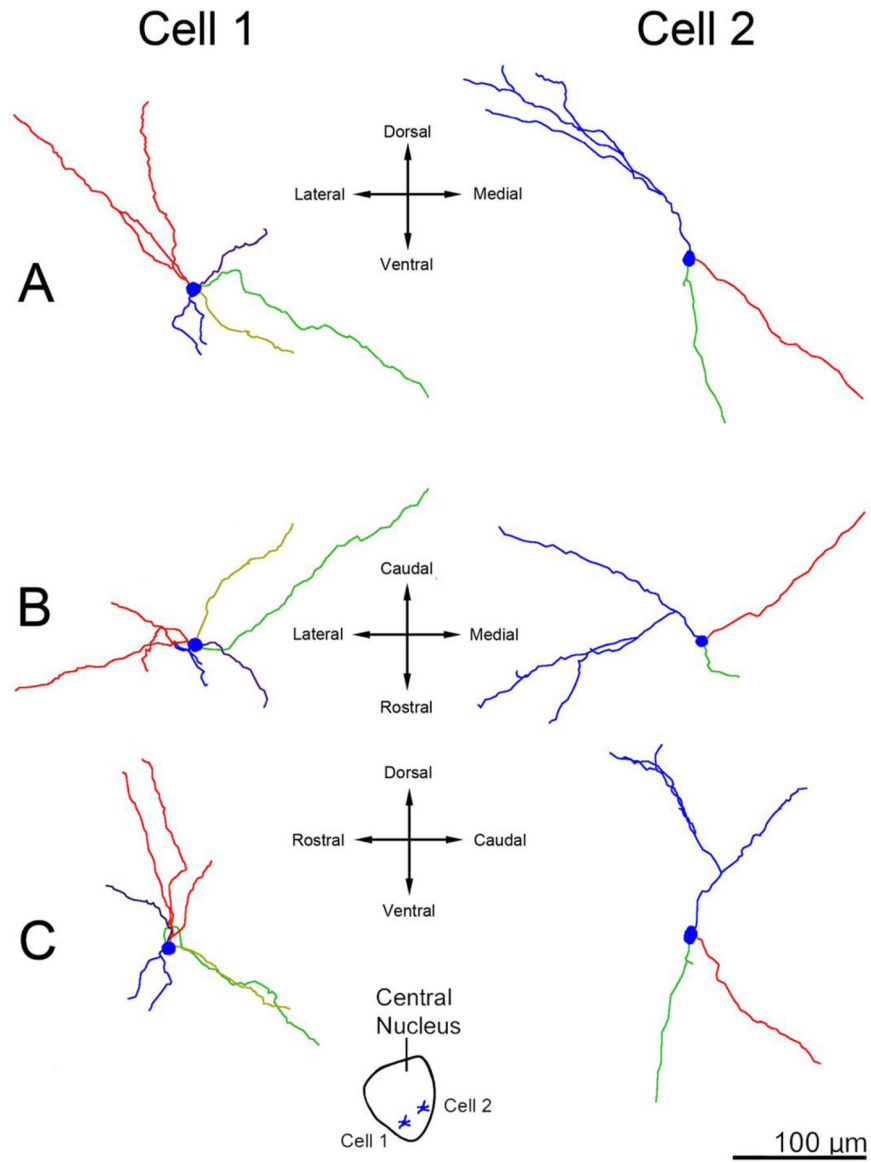 Cell 1
Cell 2
A
Dorsal
Lateral
Medial
Ventral
B
Caudal
Lateral
Medial
Rostral
C
Dorsal
Rostral
Caudal
Ventral
Central
Nucleus
Cell 2
Cell 1
100 µm